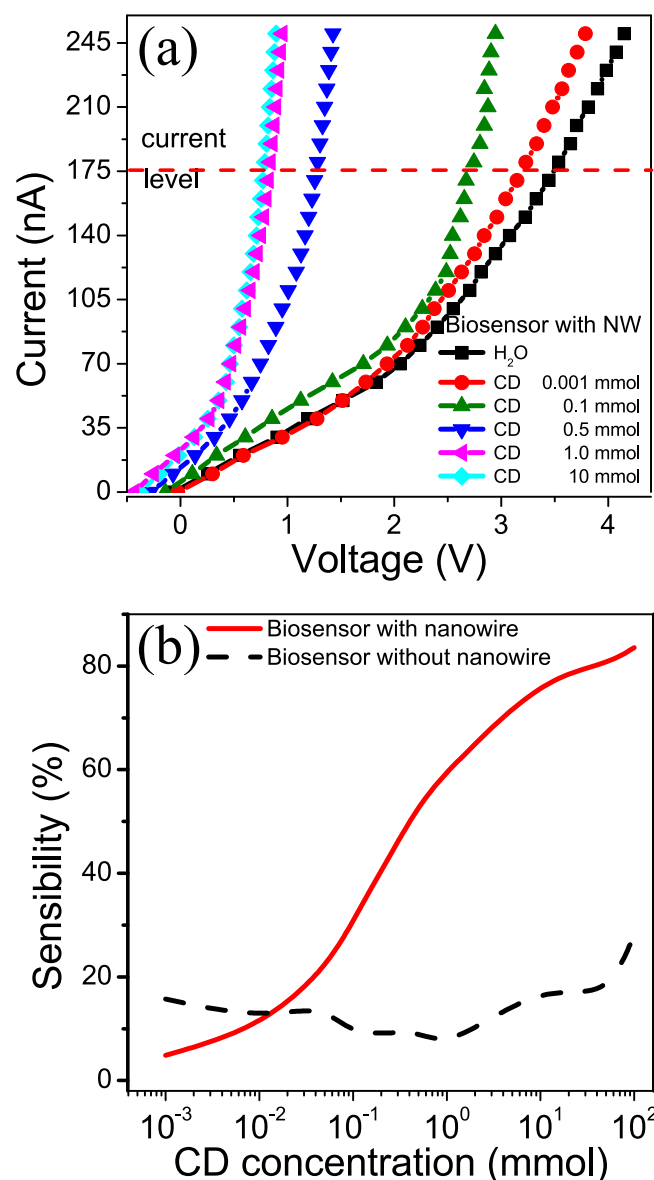 (a)
245
210
175
140
105
70
35
0
Current (nA)
current
level
Biosensor with NW
H₂O
CD 0.001 mmol
CD 0.1 mmol
CD 0.5 mmol
CD 1.0 mmol
CD 10 mmol
0 1 2 3 4
Voltage (V)
(b)
Biosensor with nanowire
Biosensor without nanowire
80
60
40
20
0
Sensibility (%)
10⁻³ 10⁻² 10⁻¹ 10⁰ 10¹ 10²
CD concentration (mmol)